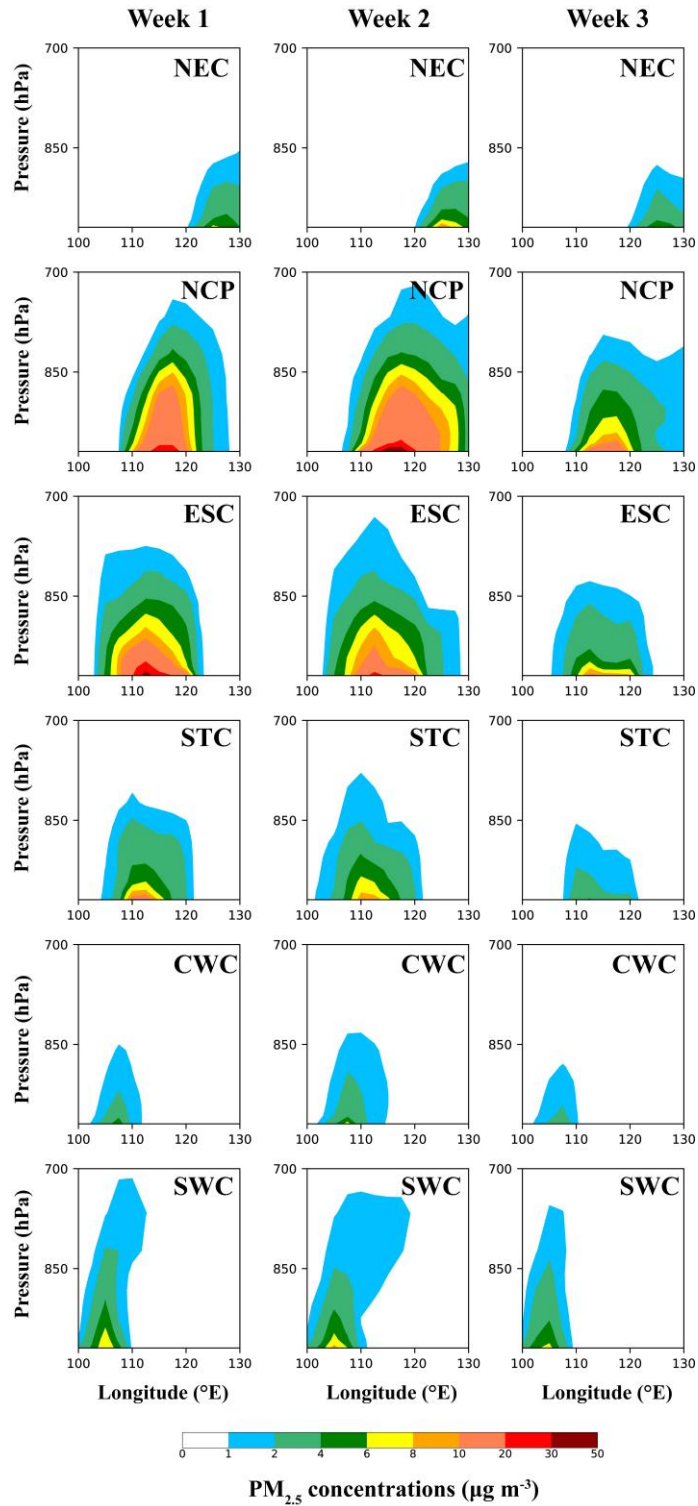 Week 1 Week 2 Week 3
700 NEC 700 NEC 700 NEC
Pressure (hPa)
850 850 850
100 110 120 130 100 110 120 130 100 110 120 130
700 NCP 700 NCP 700 NCP
Pressure (hPa)
850 850 850
100 110 120 130 100 110 120 130 100 110 120 130
700 ESC 700 ESC 700 ESC
Pressure (hPa)
850 850 850
100 110 120 130 100 110 120 130 100 110 120 130
700 STC 700 STC 700 STC
Pressure (hPa)
850 850 850
100 110 120 130 100 110 120 130 100 110 120 130
700 CWC 700 CWC 700 CWC
Pressure (hPa)
850 850 850
100 110 120 130 100 110 120 130 100 110 120 130
700 SWC 700 SWC 700 SWC
Pressure (hPa)
850 850 850
100 110 120 130 100 110 120 130 100 110 120 130
Longitude (°E) Longitude (°E) Longitude (°E)
0 1 2 4 6 8 10 20 30 50
PM2.5 concentrations (μg m-3)